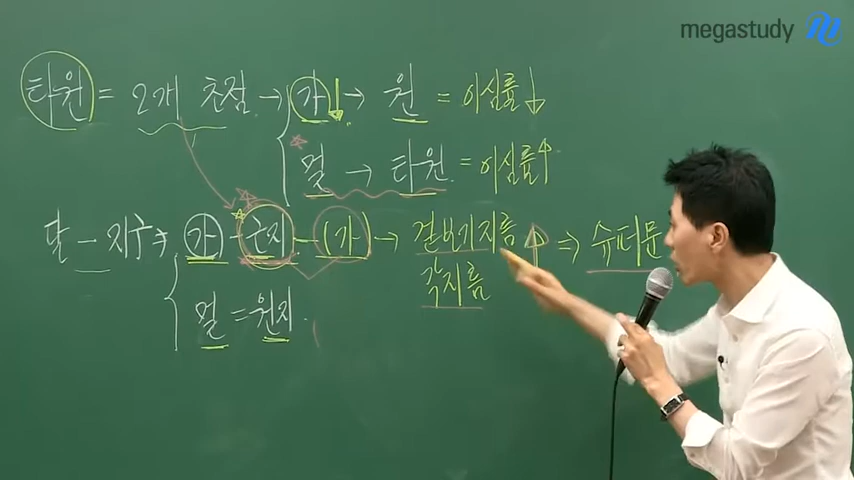 megastudy
타원 = 2개 초점 → 가↓ → 원 = 이심률↓
멀 → 타원 = 이심률↑
달 - 지구 → 가 - 근지 - (가) → 겉보기지름 ↑ ⇒ 슈퍼문
각지름
멀 = 원지